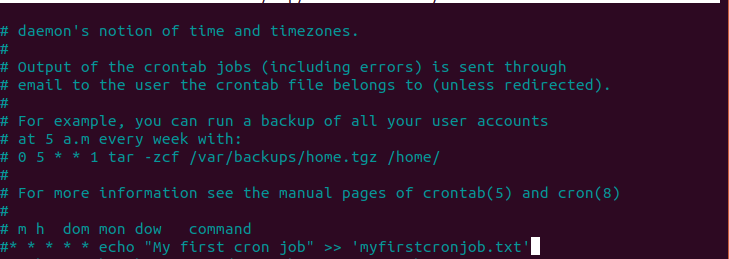 # daemon's notion of time and timezones.
#
# Output of the crontab jobs (including errors) is sent through
# email to the user the crontab file belongs to (unless redirected).
#
# For example, you can run a backup of all your user accounts
# at 5 a.m every week with:
# 0 5 * * 1 tar -zcf /var/backups/home.tgz /home/
#
# For more information see the manual pages of crontab(5) and cron(8)
#
# m h  dom mon dow   command
#* * * * * echo "My first cron job" >> 'myfirstcronjob.txt'